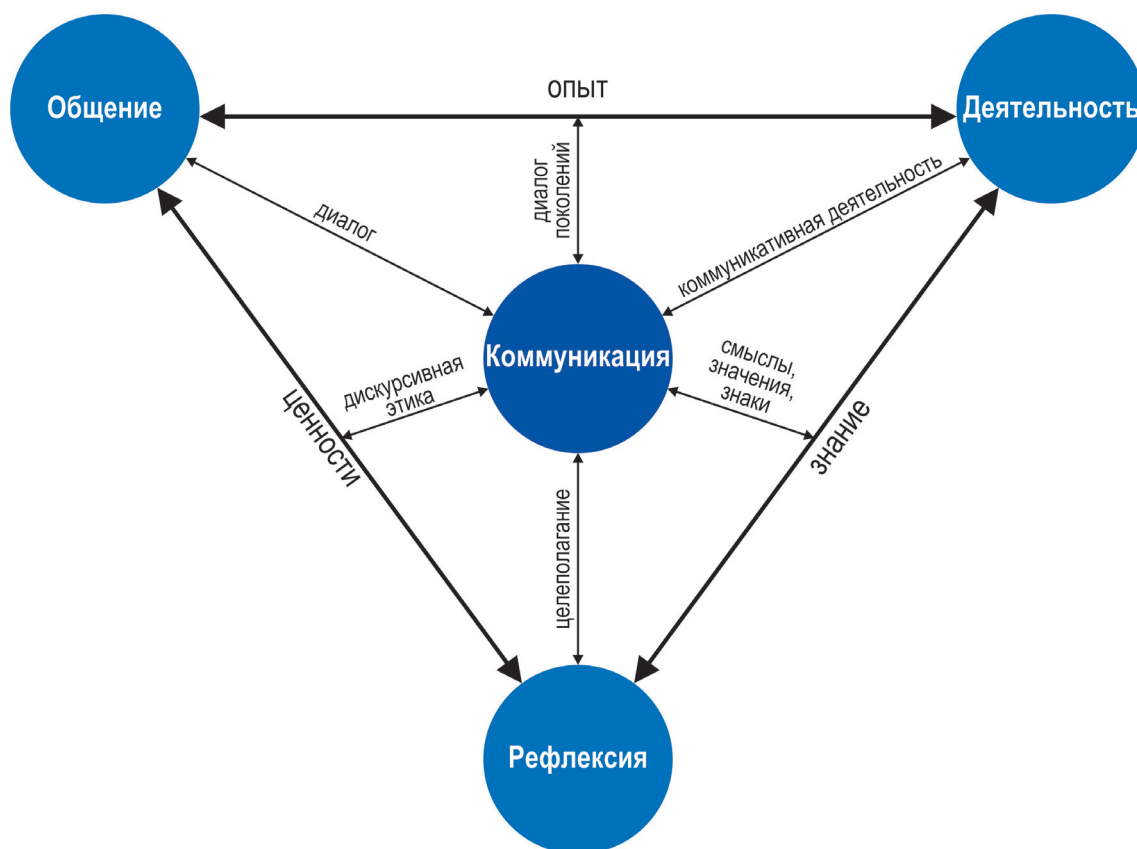 опыт
Общение
Деятельность
диалог
поколений
коммуникативная деятельность
диалог
Коммуникация
смыслы,
значения,
знаки
дискурсивная
этика
ценности
знание
целеполагание
Рефлексия